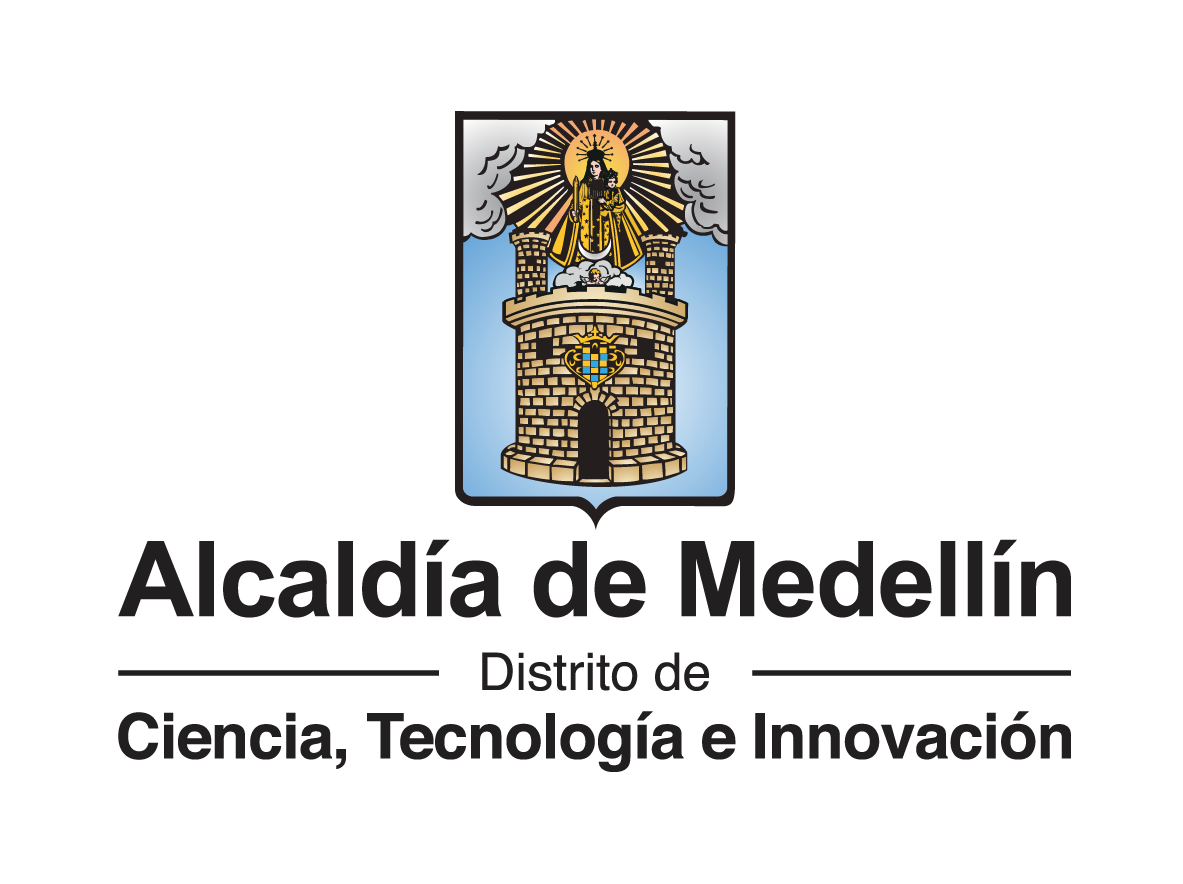 Alcaldía de Medellín
Distrito de
Ciencia, Tecnología e Innovación